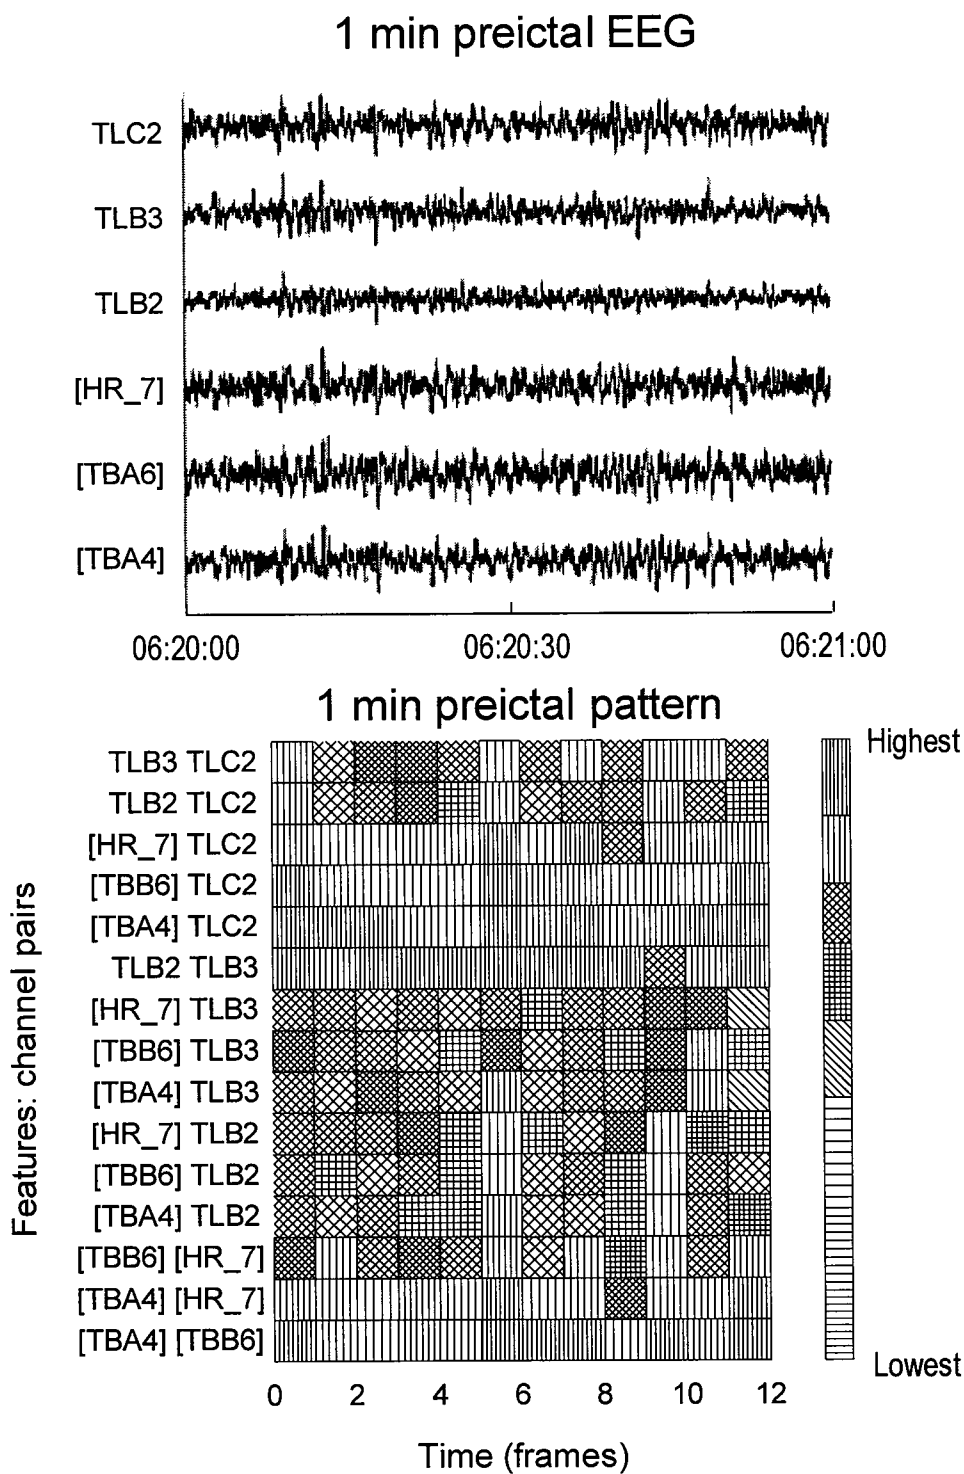 1 min preictal EEG
TLC2
TLB3
TLB2
[HR_7]
[TBA6]
[TBA4]
06:20:00 06:20:30 06:21:00
1 min preictal pattern
Highest
TLB3 TLC2
TLB2 TLC2
[HR_7] TLC2
[TBB6] TLC2
[TBA4] TLC2
TLB2 TLB3
[HR_7] TLB3
[TBB6] TLB3
[TBA4] TLB3
[HR_7] TLB2
[TBB6] TLB2
[TBA4] TLB2
[TBB6] [HR_7]
[TBA4] [HR_7]
[TBA4] [TBB6]
Features: channel pairs
Lowest
0 2 4 6 8 10 12
Time (frames)